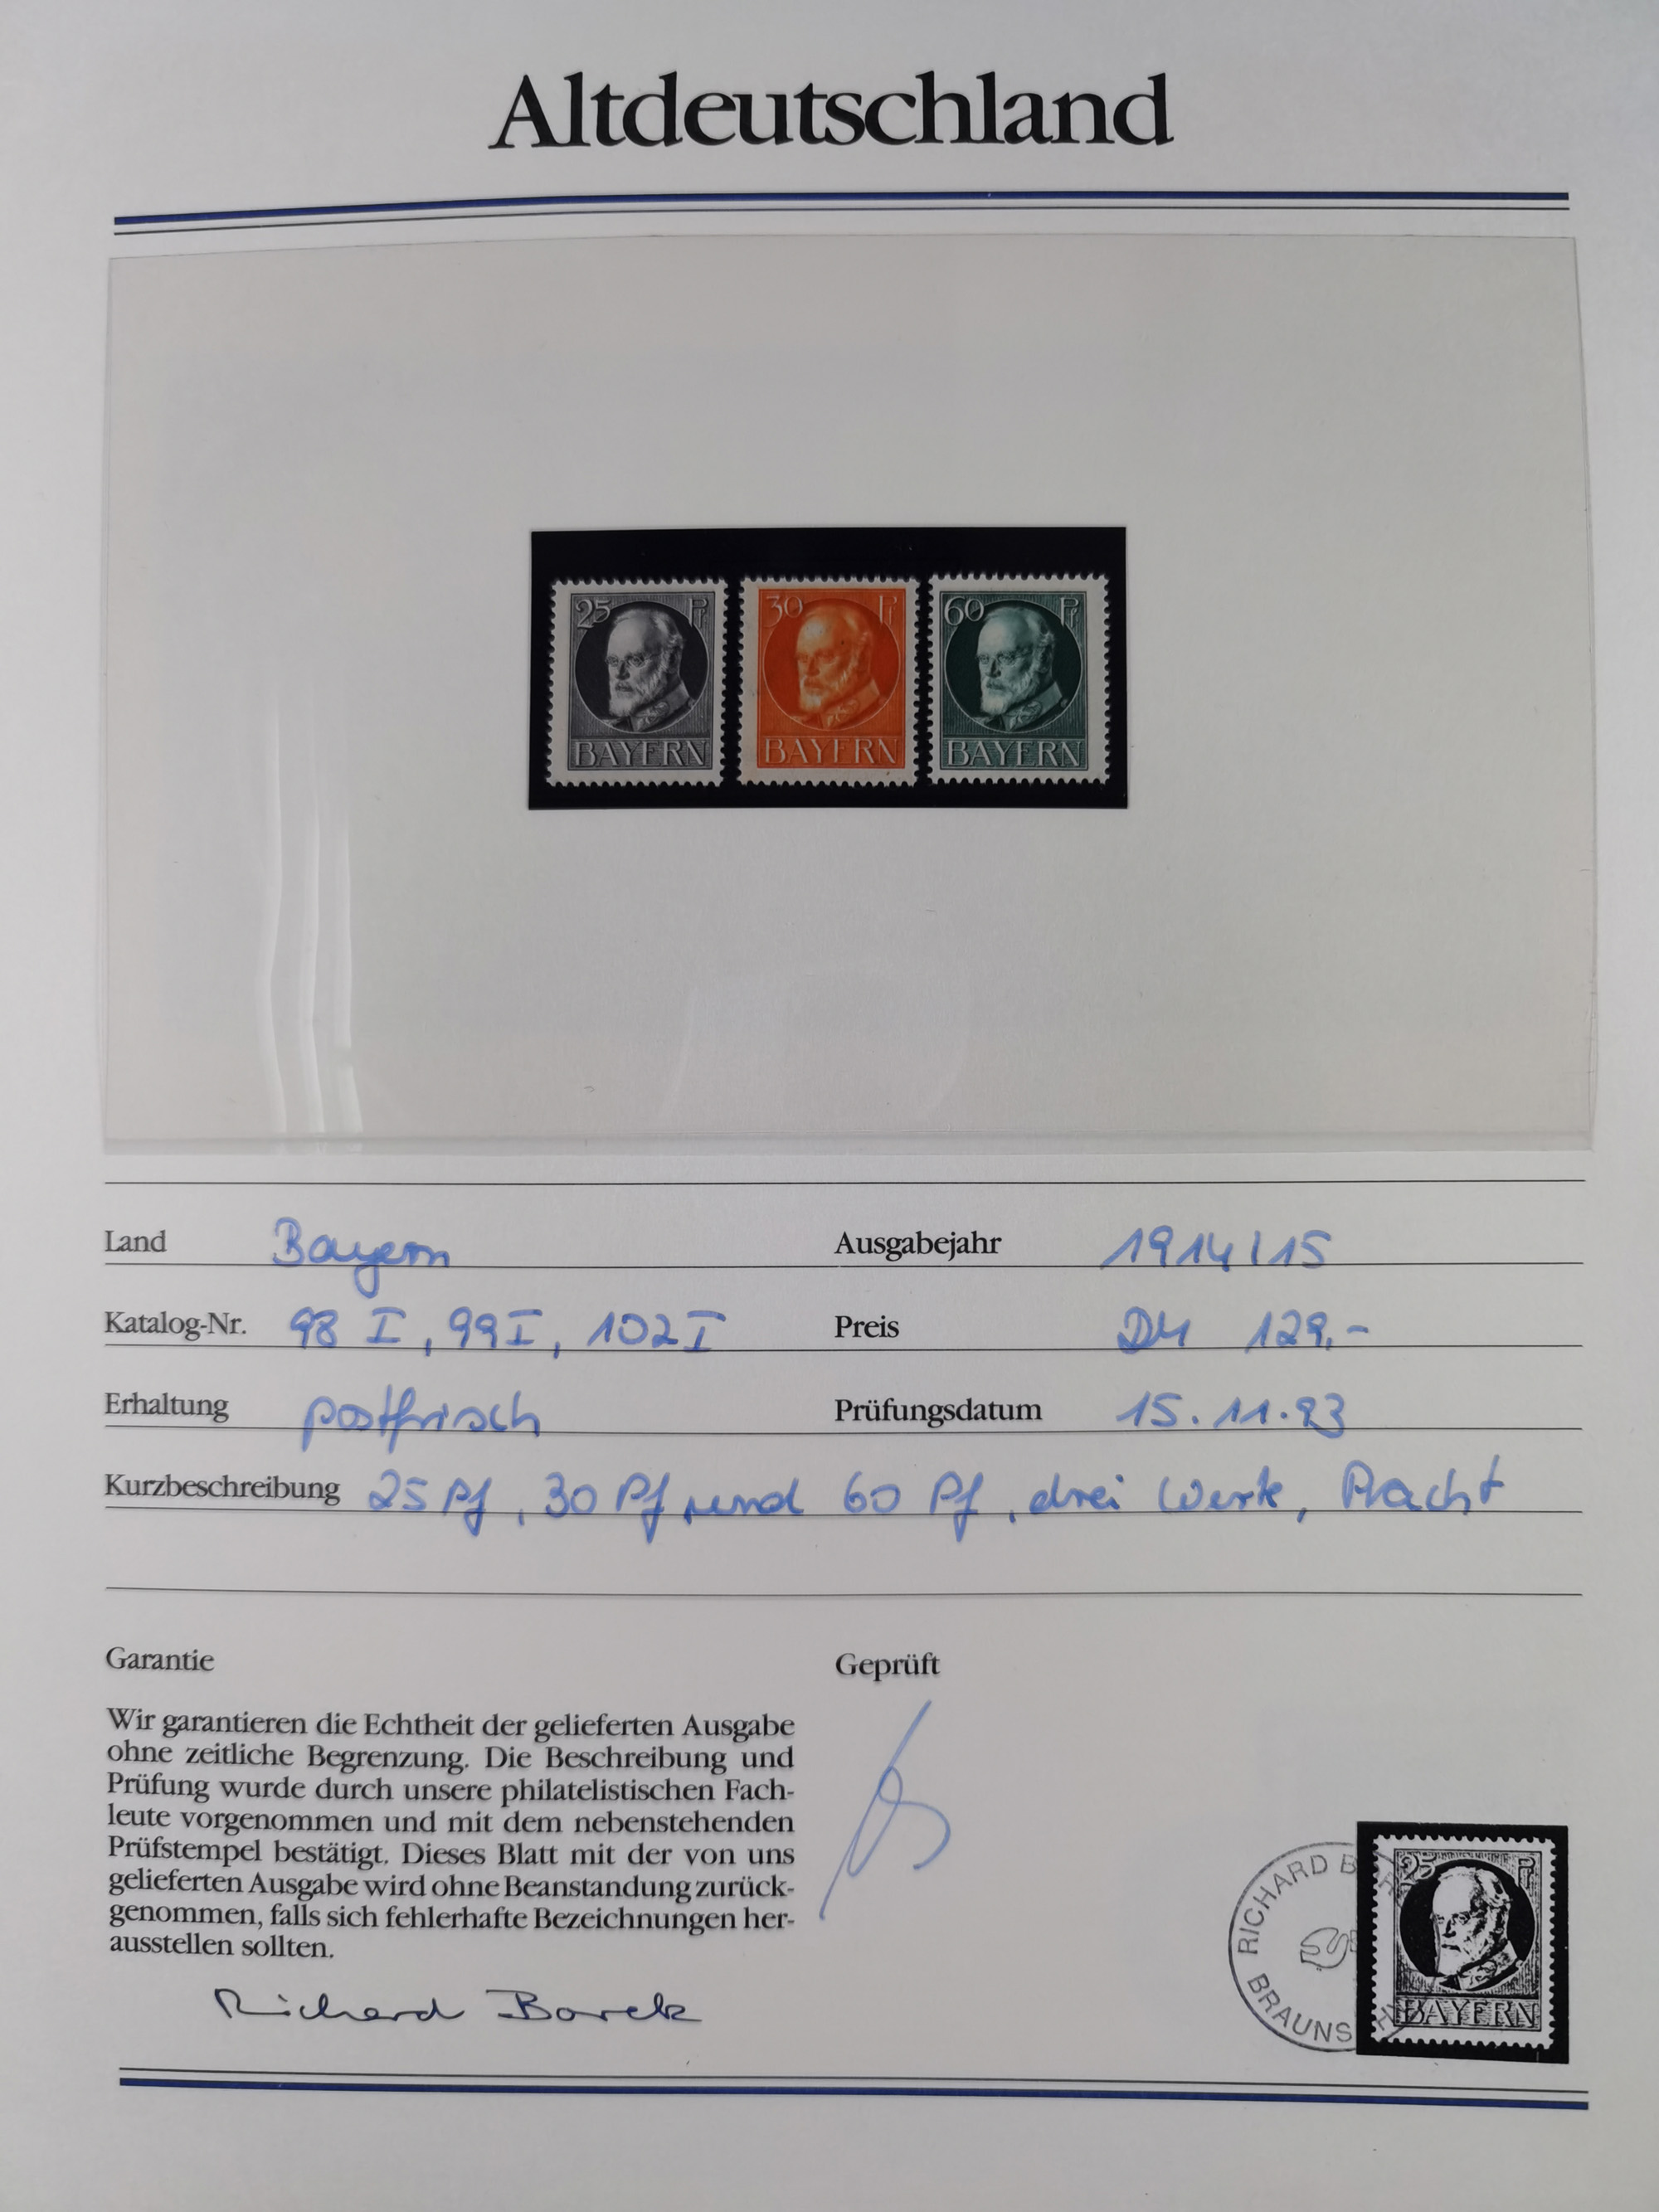 Altdeutschland
25 Pf 30 Pf 60 Pf
BAYERN BAYERN BAYERN
Land Bayern Ausgabejahr 1914/15
Katalog-Nr. 98 I, 99 I, 102 I Preis DM 129,-
Erhaltung postfrisch Prüfungsdatum 15.11.93
Kurzbeschreibung 25 Pf, 30 Pf und 60 Pf, drei Werte, Pracht
Garantie Geprüft
Wir garantieren die Echtheit der gelieferten Ausgabe
ohne zeitliche Begrenzung. Die Beschreibung und
Prüfung wurde durch unsere philatelistischen Fach-
leute vorgenommen und mit dem nebenstehenden
Prüfstempel bestätigt. Dieses Blatt mit der von uns
gelieferten Ausgabe wird ohne Beanstandung zurück-
genommen, falls sich fehlerhafte Bezeichnungen her-
ausstellen sollten.
Richard Borek
RICHARD B
BRAUNS
25 Pf
BAYERN